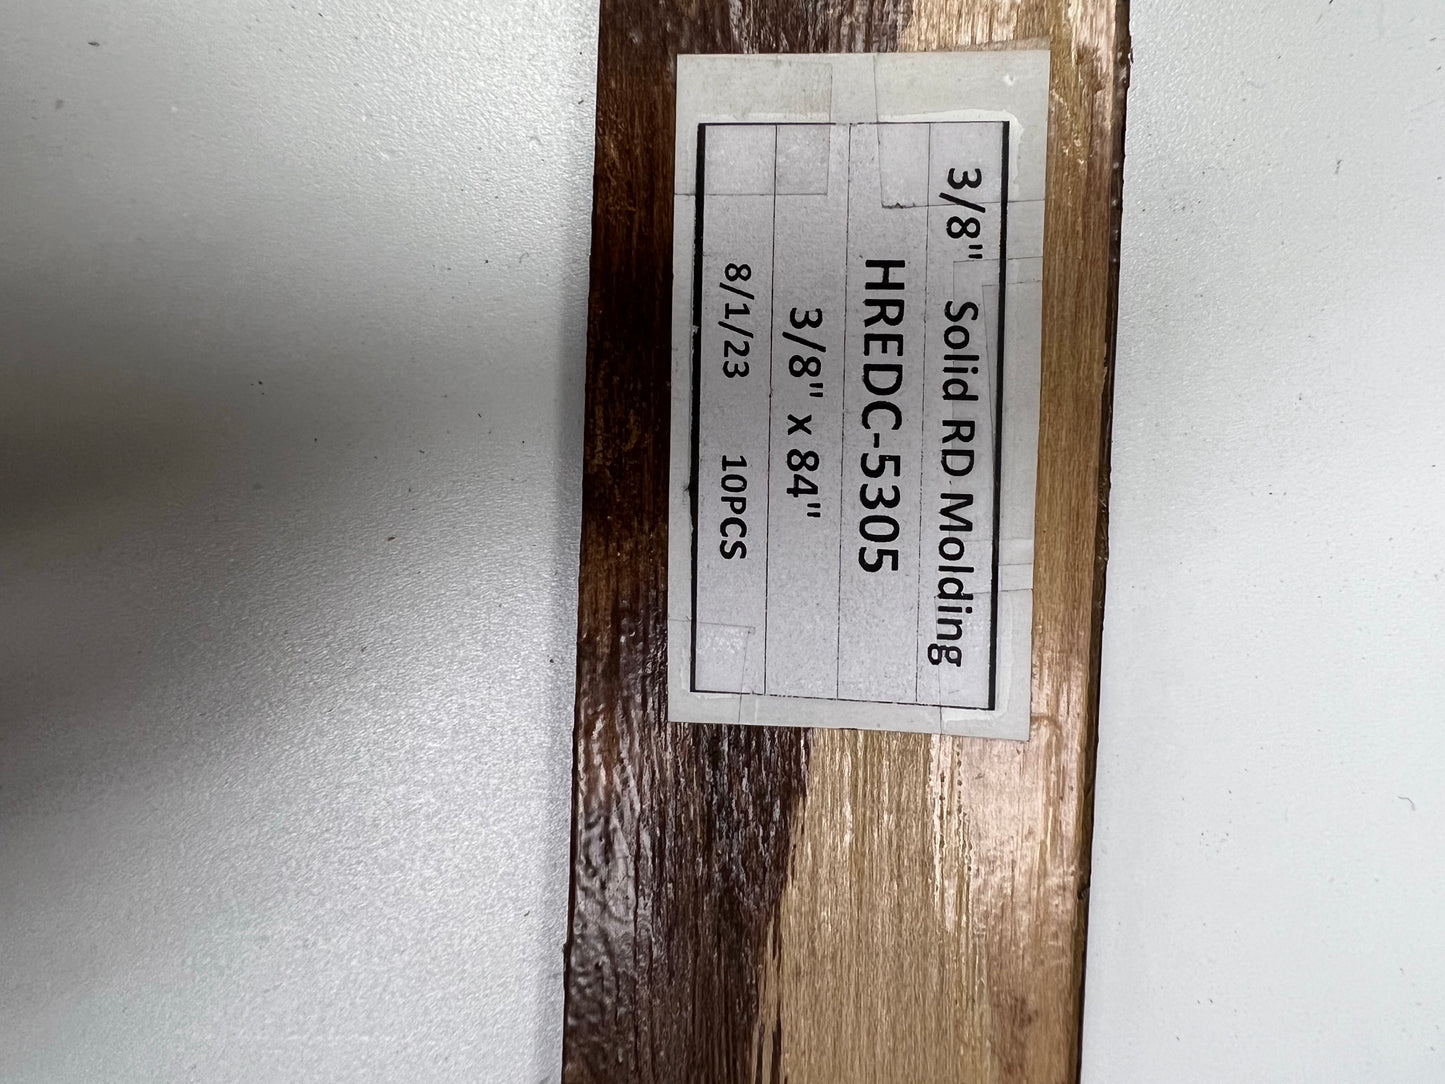 3/8" Solid RD Molding
HREDC-5305
3/8" x 84"
8/1/23 10PCS